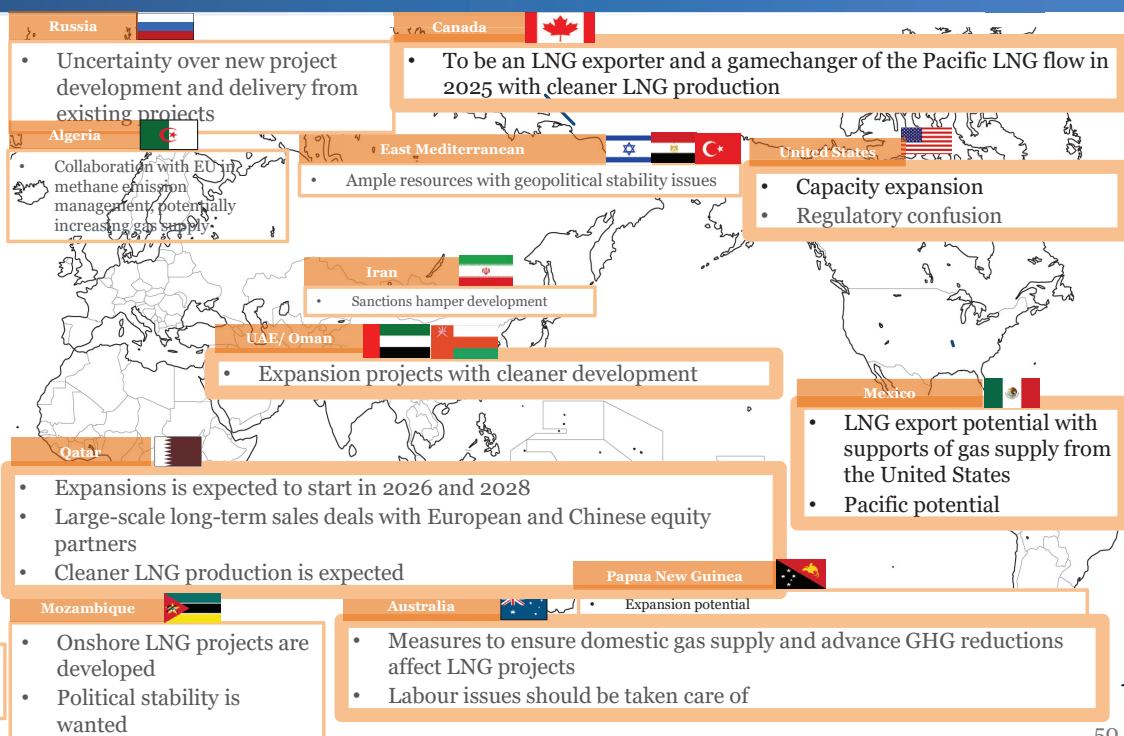 Russia
• Uncertainty over new project
development and delivery from
existing projects
Canada
• To be an LNG exporter and a gamechanger of the Pacific LNG flow in
2025 with cleaner LNG production
Algeria
• Collaboration with EU in
methane emission
management, potentially
increasing gas supply
East Mediterranean
• Ample resources with geopolitical stability issues
United States
• Capacity expansion
• Regulatory confusion
Iran
• Sanctions hamper development
UAE/ Oman
• Expansion projects with cleaner development
Mexico
• LNG export potential with
supports of gas supply from
the United States
• Pacific potential
Qatar
• Expansions is expected to start in 2026 and 2028
• Large-scale long-term sales deals with European and Chinese equity
partners
• Cleaner LNG production is expected
Papua New Guinea
• Expansion potential
Mozambique
• Onshore LNG projects are
developed
• Political stability is
wanted
Australia
• Measures to ensure domestic gas supply and advance GHG reductions
affect LNG projects
• Labour issues should be taken care of